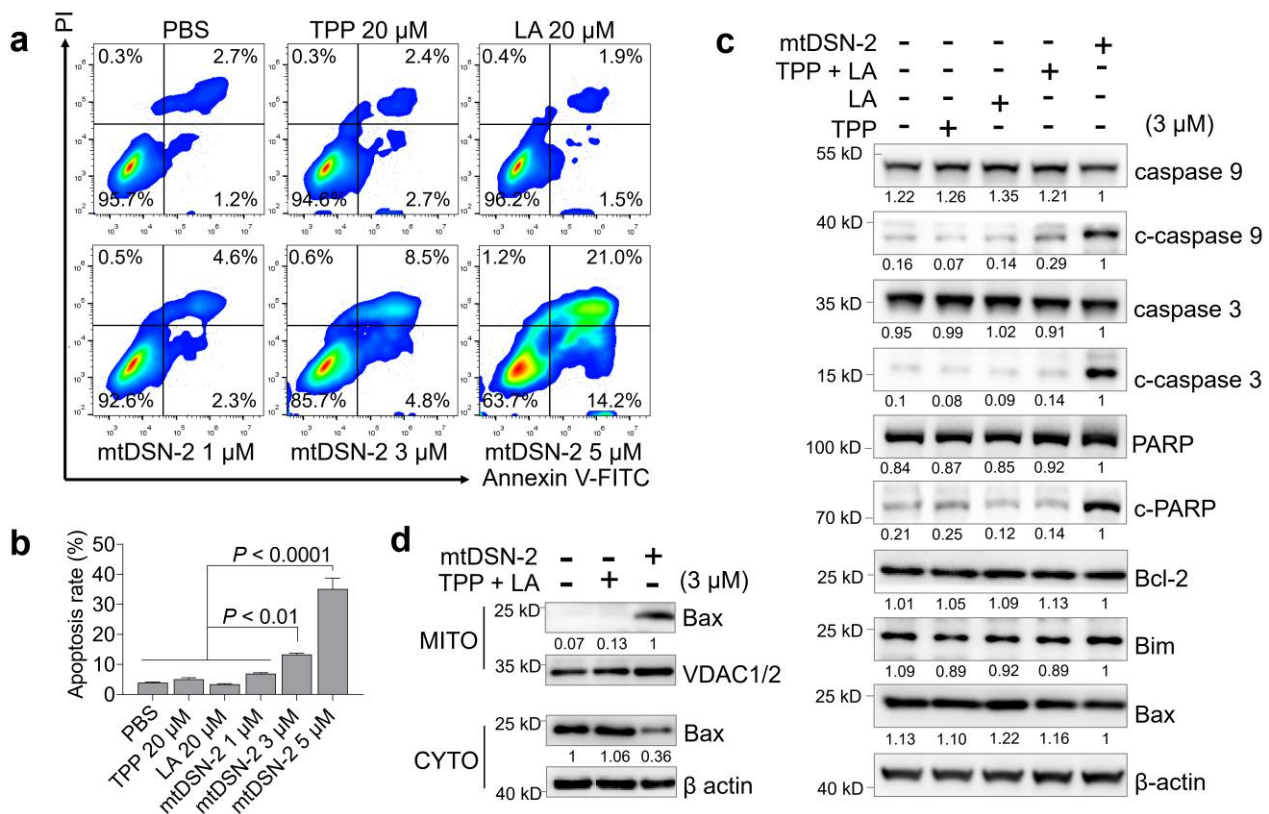 a
PI
PBS
TPP 20 μM
LA 20 μM
0.3%
2.7%
0.3%
2.4%
0.4%
1.9%
95.7%
1.2%
94.6%
2.7%
96.2%
1.5%
0.5%
4.6%
0.6%
8.5%
1.2%
21.0%
92.6%
2.3%
85.7%
4.8%
63.7%
14.2%
mtDSN-2 1 μM
mtDSN-2 3 μM
mtDSN-2 5 μM
Annexin V-FITC
b
Apoptosis rate (%)
50
40
30
20
10
0
P < 0.0001
P < 0.01
PBS
TPP 20 μM
LA 20 μM
mtDSN-2 1 μM
mtDSN-2 3 μM
mtDSN-2 5 μM
c
mtDSN-2 - - - - +
TPP + LA - - - + -
LA - - + - -
TPP - + - - - (3 μM)
55 kD
caspase 9
1.22 1.26 1.35 1.21 1
40 kD
c-caspase 9
0.16 0.07 0.14 0.29 1
35 kD
caspase 3
0.95 0.99 1.02 0.91 1
15 kD
c-caspase 3
0.1 0.08 0.09 0.14 1
100 kD
PARP
0.84 0.87 0.85 0.92 1
70 kD
c-PARP
0.21 0.25 0.12 0.14 1
25 kD
Bcl-2
1.01 1.05 1.09 1.13 1
25 kD
Bim
1.09 0.89 0.92 0.89 1
25 kD
Bax
1.13 1.10 1.22 1.16 1
40 kD
β-actin
d
mtDSN-2 - - +
TPP + LA - + - (3 μM)
MITO
25 kD
Bax
0.07 0.13 1
35 kD
VDAC1/2
CYTO
25 kD
Bax
1 1.06 0.36
40 kD
β actin